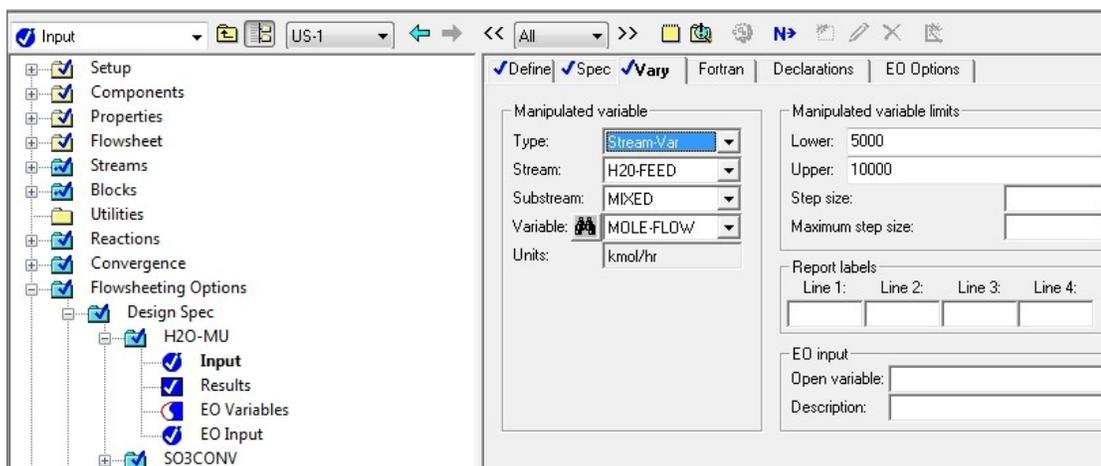 Input US-1 << All >> N>
Setup
Components
Properties
Flowsheet
Streams
Blocks
Utilities
Reactions
Convergence
Flowsheeting Options
Design Spec
H2O-MU
Input
Results
EO Variables
EO Input
SO3CONV
Define Spec Vary Fortran Declarations EO Options
Manipulated variable
Type: Stream-Var
Stream: H20-FEED
Substream: MIXED
Variable: MOLE-FLOW
Units: kmol/hr
Manipulated variable limits
Lower: 5000
Upper: 10000
Step size:
Maximum step size:
Report labels
Line 1: Line 2: Line 3: Line 4:
EO input
Open variable:
Description: